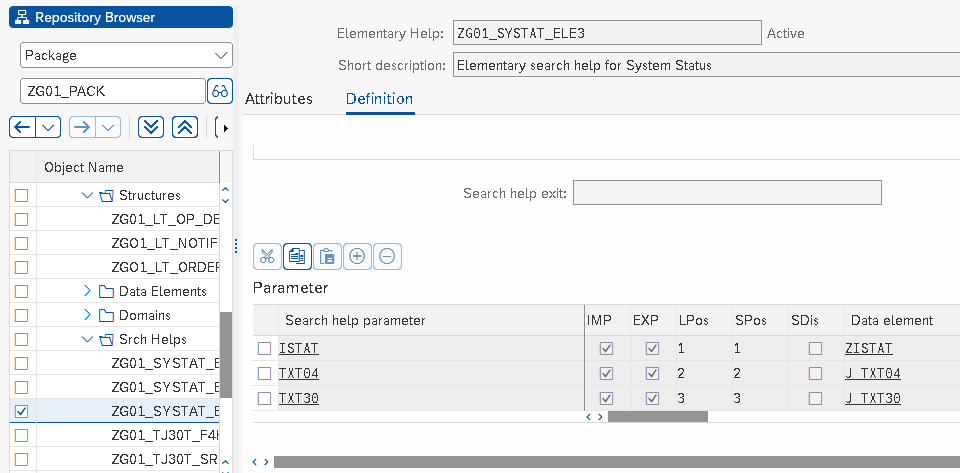 Repository Browser
Package
ZG01_PACK
Object Name
Structures
ZG01_LT_OP_DE
ZGO1_LT_NOTIF
ZGO1_LT_ORDER
Data Elements
Domains
Srch Helps
ZG01_SYSTAT_E
ZG01_SYSTAT_E
ZG01_SYSTAT_E
ZG01_TJ30T_F4H
ZG01_TJ30T_SR
Elementary Help: ZG01_SYSTAT_ELE3 Active
Short description: Elementary search help for System Status
Attributes Definition
Search help exit:
Parameter
Search help parameter IMP EXP LPos SPos SDis Data element
ISTAT 1 1 ZISTAT
TXT04 2 2 J_TXT04
TXT30 3 3 J_TXT30